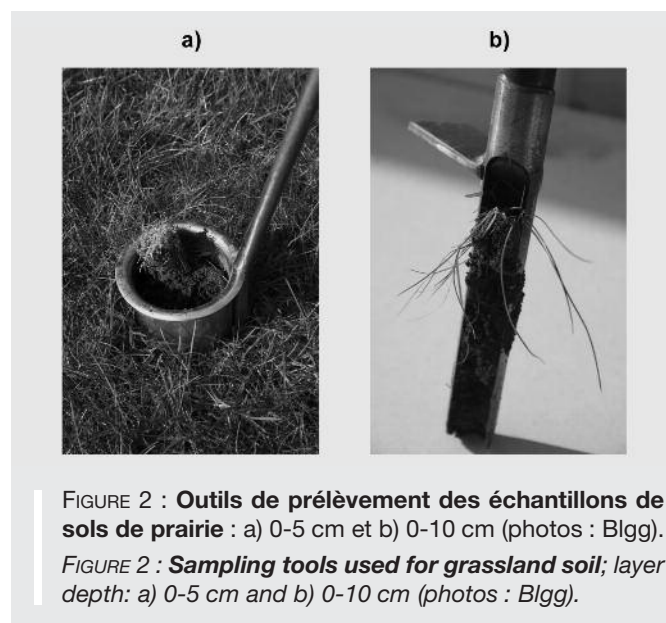 a) b)
FIGURE 2 : Outils de prélèvement des échantillons de
sols de prairie : a) 0-5 cm et b) 0-10 cm (photos : Blgg).
FIGURE 2 : Sampling tools used for grassland soil; layer
depth: a) 0-5 cm and b) 0-10 cm (photos : Blgg).